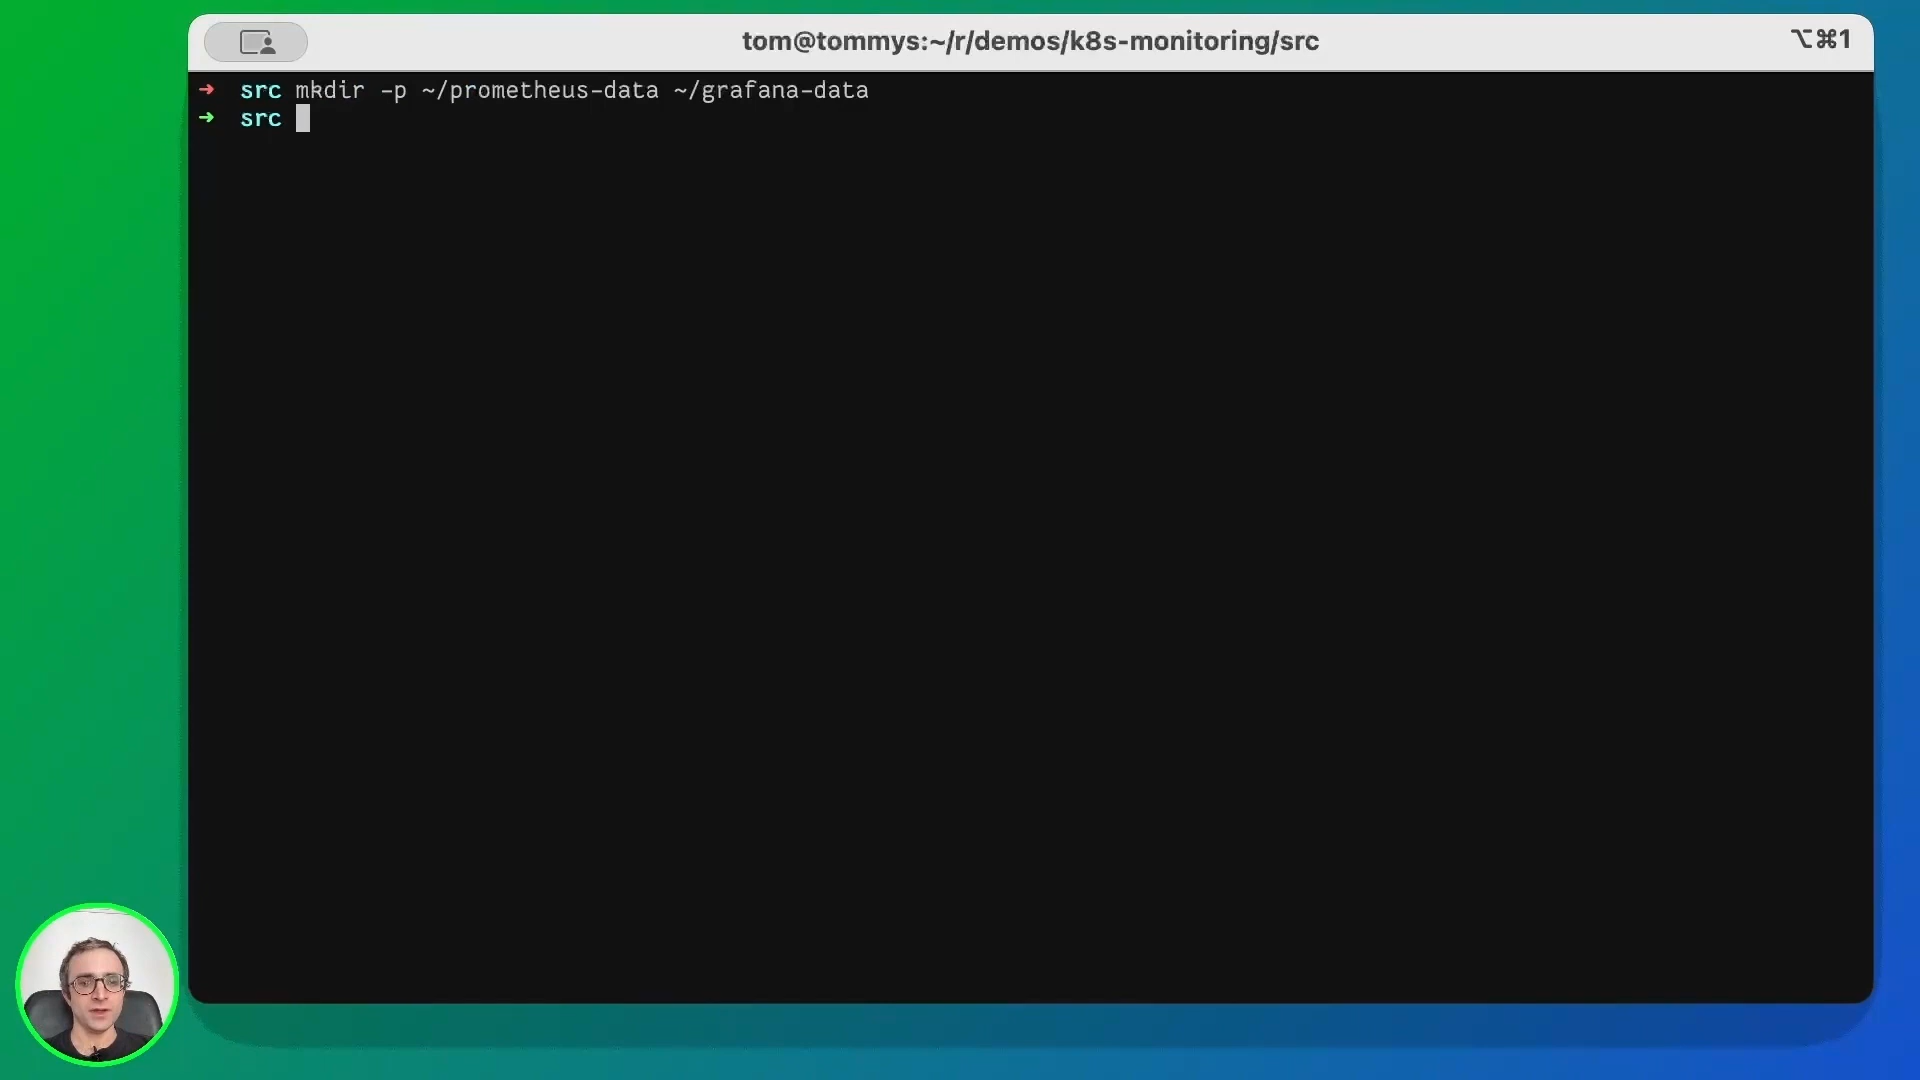 tom@tommys:~/r/demos/k8s-monitoring/src
⌥⌘1
➜ src mkdir -p ~/prometheus-data ~/grafana-data
➜ src